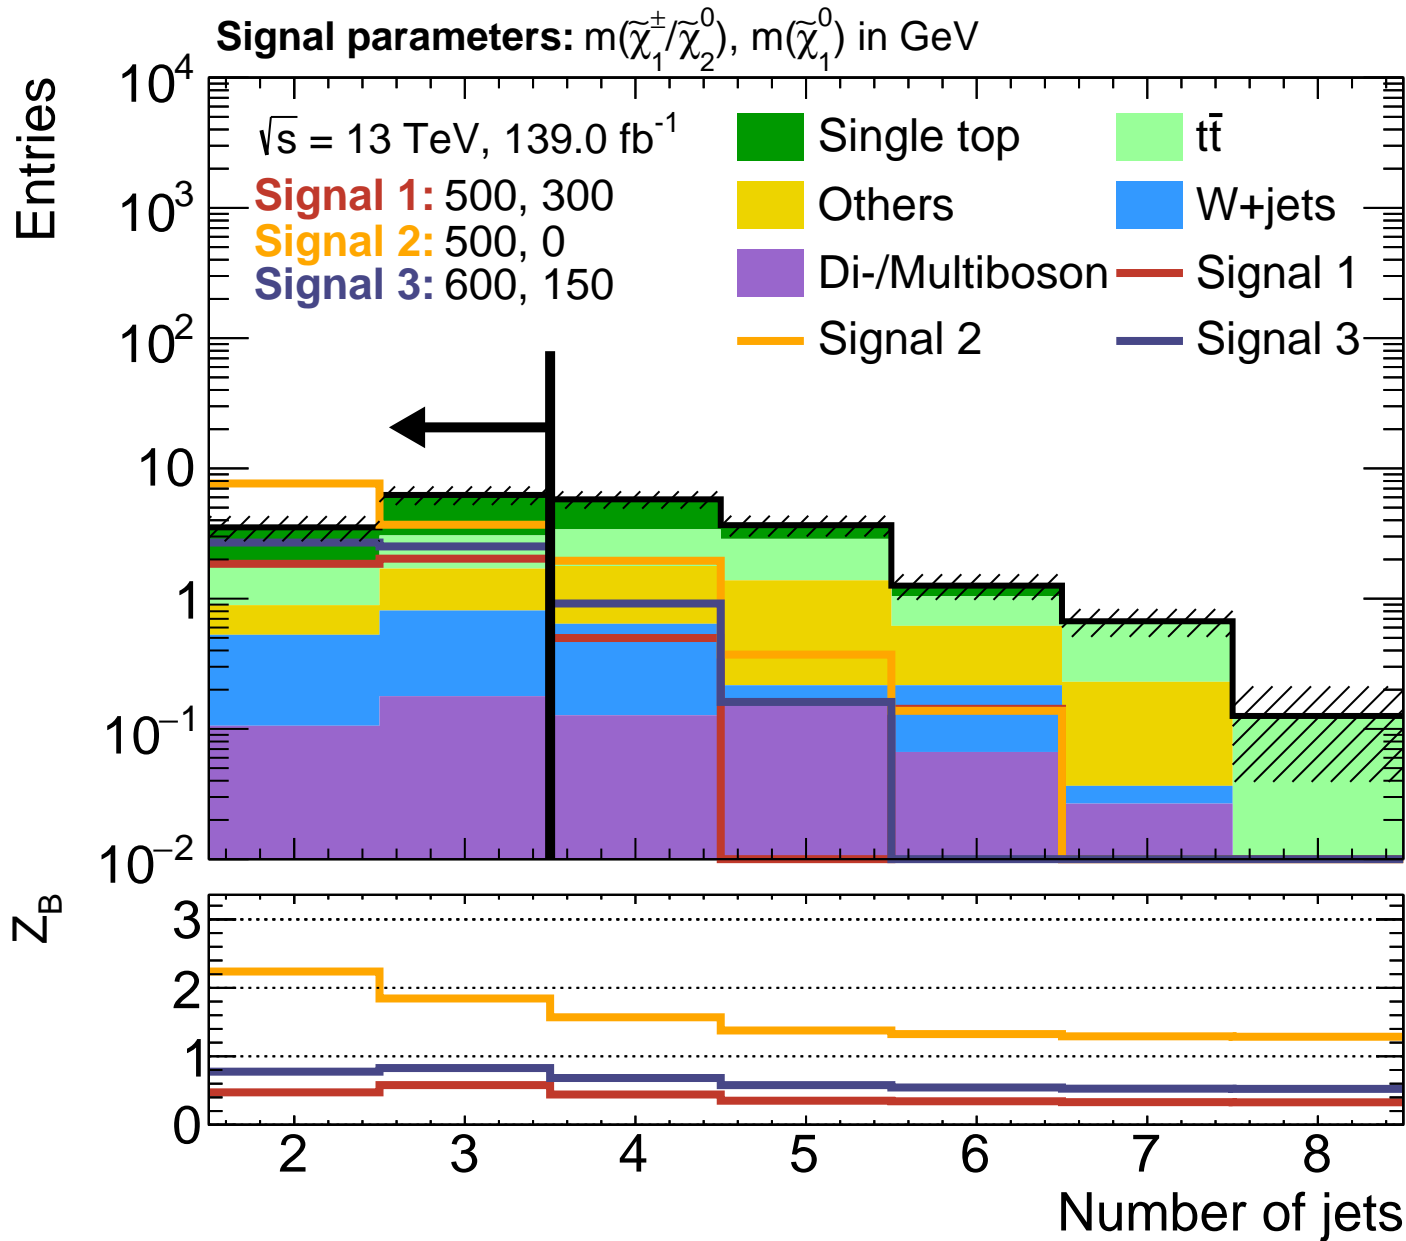 Signal parameters: m(χ̃₁±/χ̃₂⁰), m(χ̃₁⁰) in GeV
Entries
10⁴
10³
10²
10
1
10⁻¹
10⁻²
√s = 13 TeV, 139.0 fb⁻¹
Signal 1: 500, 300
Signal 2: 500, 0
Signal 3: 600, 150
Single top
tt̄
Others
W+jets
Di-/Multiboson
Signal 1
Signal 2
Signal 3
Z_B
3
2
1
0
2 3 4 5 6 7 8
Number of jets